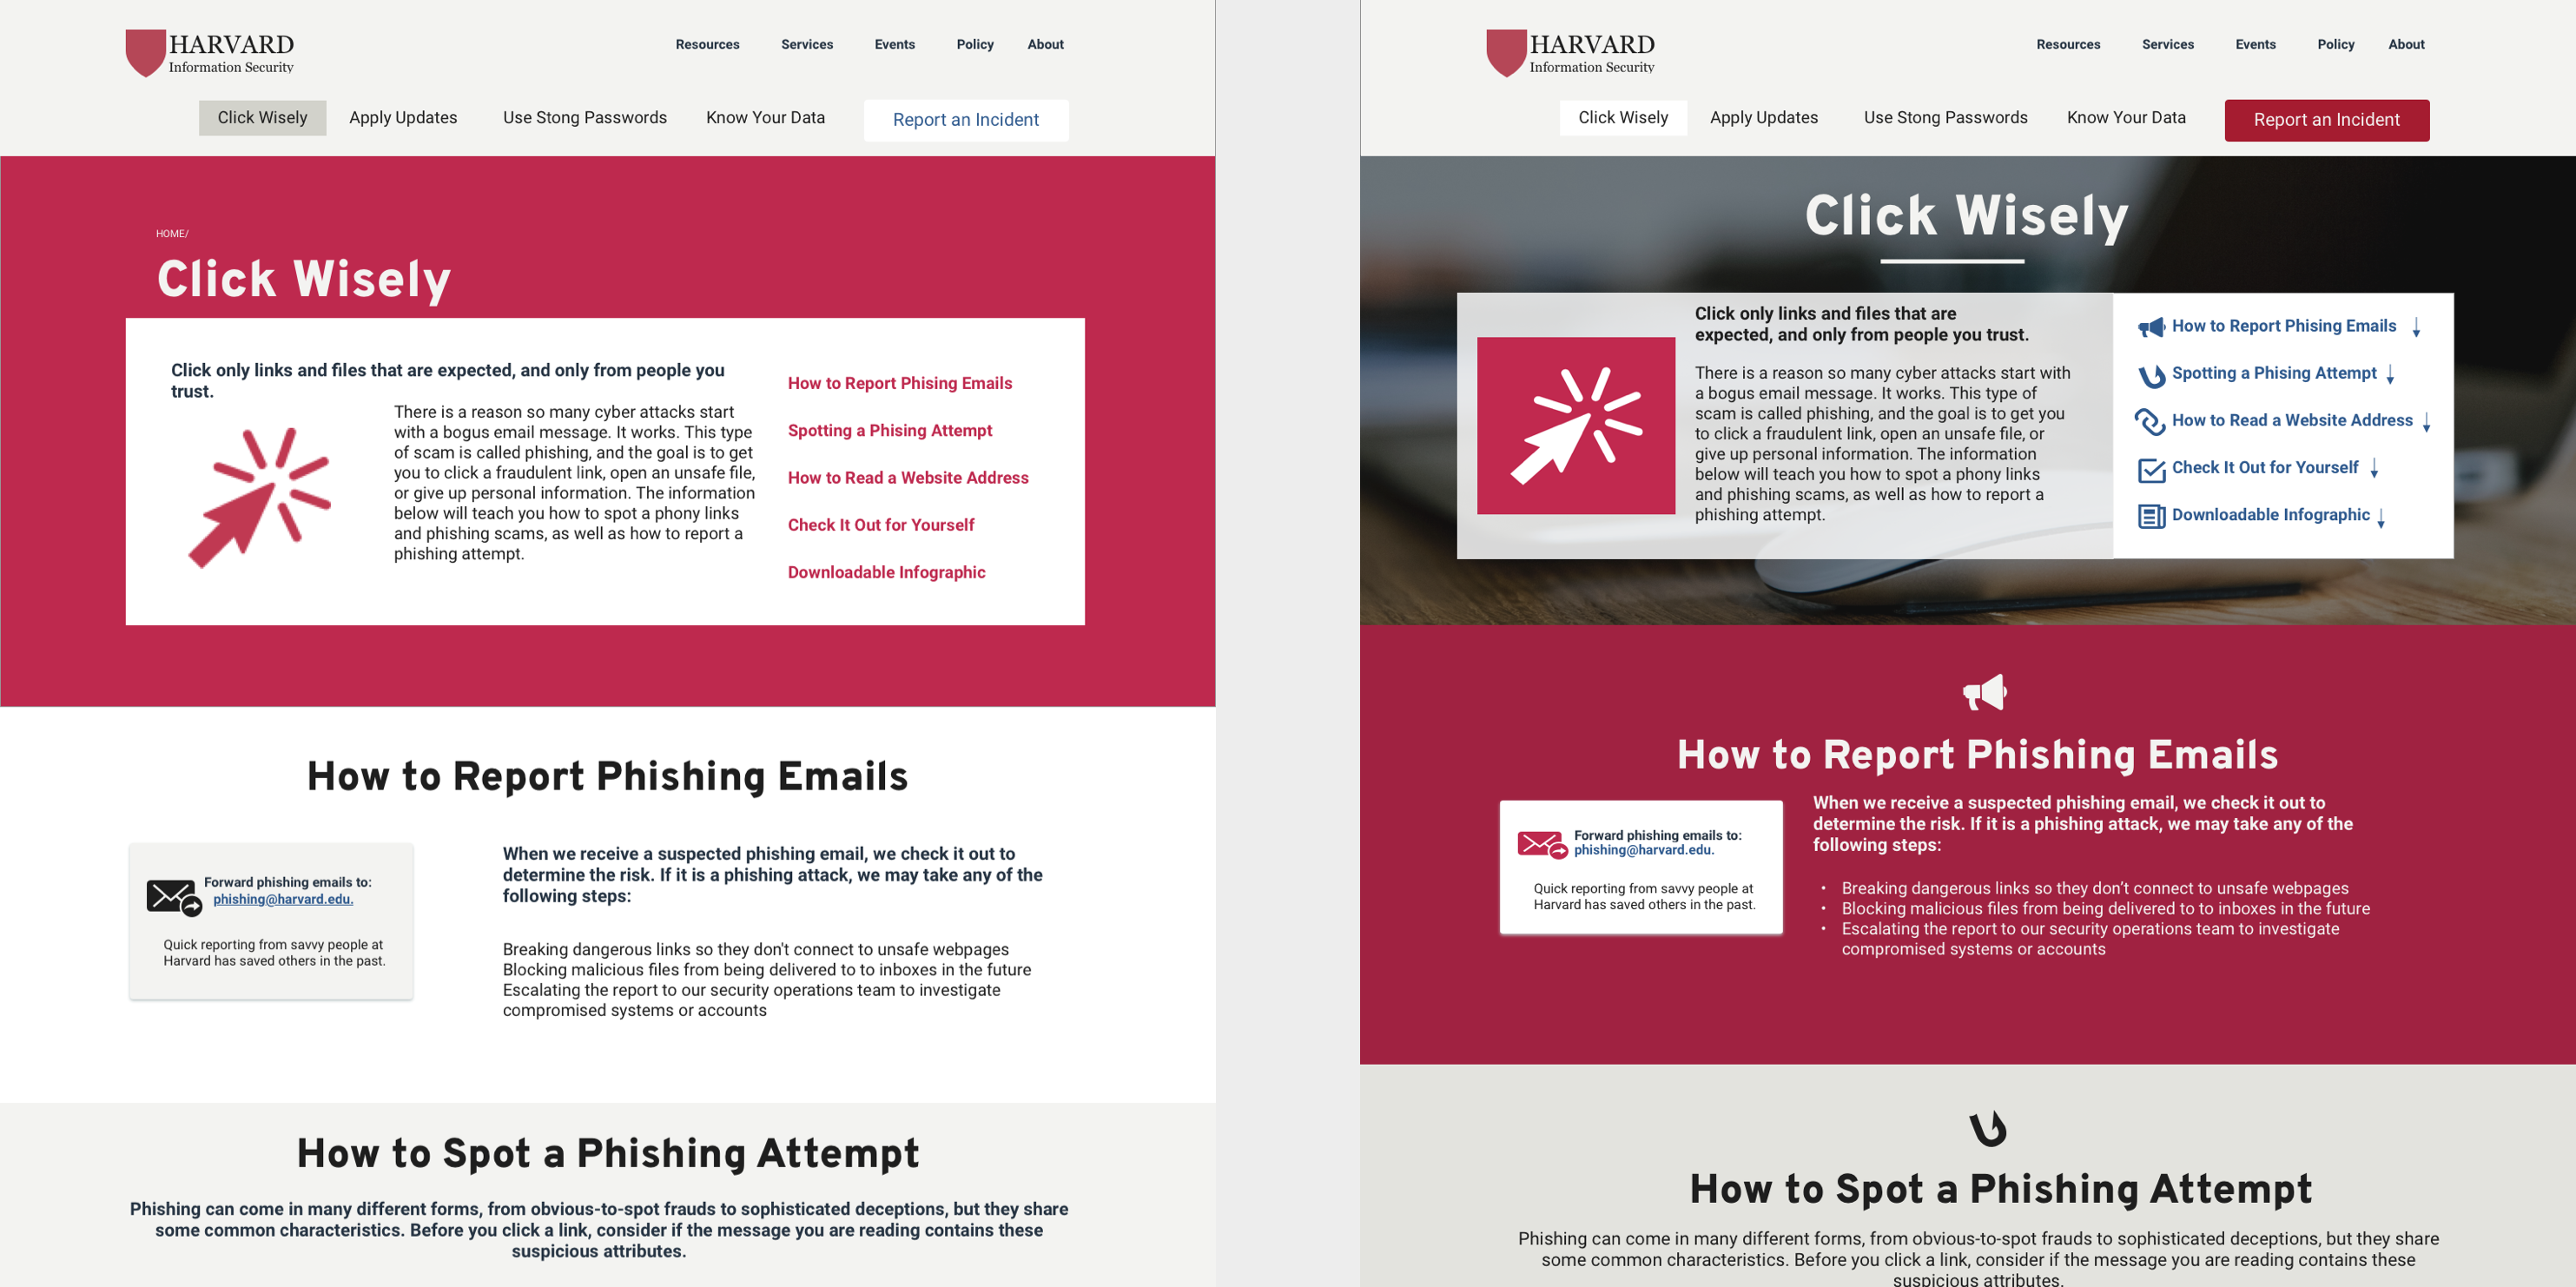 HARVARD
Information Security
Resources Services Events Policy About
Click Wisely Apply Updates Use Stong Passwords Know Your Data Report an Incident
HOME/
Click Wisely
Click only links and files that are expected, and only from people you
trust.
There is a reason so many cyber attacks start
with a bogus email message. It works. This type
of scam is called phishing, and the goal is to get
you to click a fraudulent link, open an unsafe file,
or give up personal information. The information
below will teach you how to spot a phony links
and phishing scams, as well as how to report a
phishing attempt.
How to Report Phising Emails
Spotting a Phising Attempt
How to Read a Website Address
Check It Out for Yourself
Downloadable Infographic
How to Report Phishing Emails
Forward phishing emails to:
phishing@harvard.edu.
Quick reporting from savvy people at
Harvard has saved others in the past.
When we receive a suspected phishing email, we check it out to
determine the risk. If it is a phishing attack, we may take any of the
following steps:
Breaking dangerous links so they don't connect to unsafe webpages
Blocking malicious files from being delivered to to inboxes in the future
Escalating the report to our security operations team to investigate
compromised systems or accounts
How to Spot a Phishing Attempt
Phishing can come in many different forms, from obvious-to-spot frauds to sophisticated deceptions, but they share
some common characteristics. Before you click a link, consider if the message you are reading contains these
suspicious attributes.
HARVARD
Information Security
Resources Services Events Policy About
Click Wisely Apply Updates Use Stong Passwords Know Your Data Report an Incident
Click Wisely
Click only links and files that are
expected, and only from people you trust.
There is a reason so many cyber attacks start with
a bogus email message. It works. This type of
scam is called phishing, and the goal is to get you
to click a fraudulent link, open an unsafe file, or
give up personal information. The information
below will teach you how to spot a phony links
and phishing scams, as well as how to report a
phishing attempt.
How to Report Phising Emails
Spotting a Phising Attempt
How to Read a Website Address
Check It Out for Yourself
Downloadable Infographic
How to Report Phishing Emails
Forward phishing emails to:
phishing@harvard.edu.
Quick reporting from savvy people at
Harvard has saved others in the past.
When we receive a suspected phishing email, we check it out to
determine the risk. If it is a phishing attack, we may take any of the
following steps:
• Breaking dangerous links so they don't connect to unsafe webpages
• Blocking malicious files from being delivered to to inboxes in the future
• Escalating the report to our security operations team to investigate
compromised systems or accounts
How to Spot a Phishing Attempt
Phishing can come in many different forms, from obvious-to-spot frauds to sophisticated deceptions, but they share
some common characteristics. Before you click a link, consider if the message you are reading contains these
suspicious attributes.